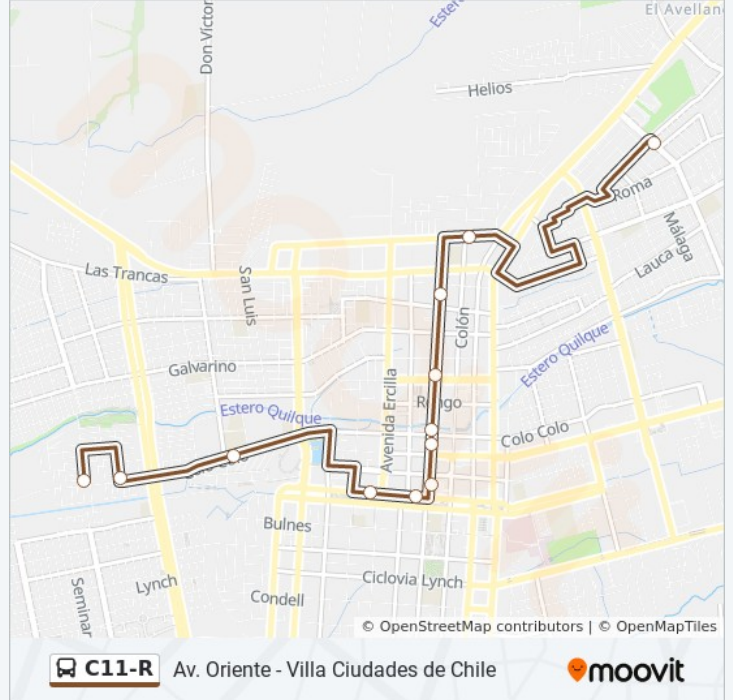 Don Victor
Estero
El Avellano
Helios
Roma
Málaga
Lauca
Las Trancas
San Luis
Colón
Estero Quilque
Galvarino
Avenida Ercilla
Rengo
Estero Quilque
Colo Colo
Bulnes
Lynch
Ciclovia Lynch
Condell
Seminar
© OpenStreetMap contributors | © OpenMapTiles
C11-R
Av. Oriente - Villa Ciudades de Chile
moovit